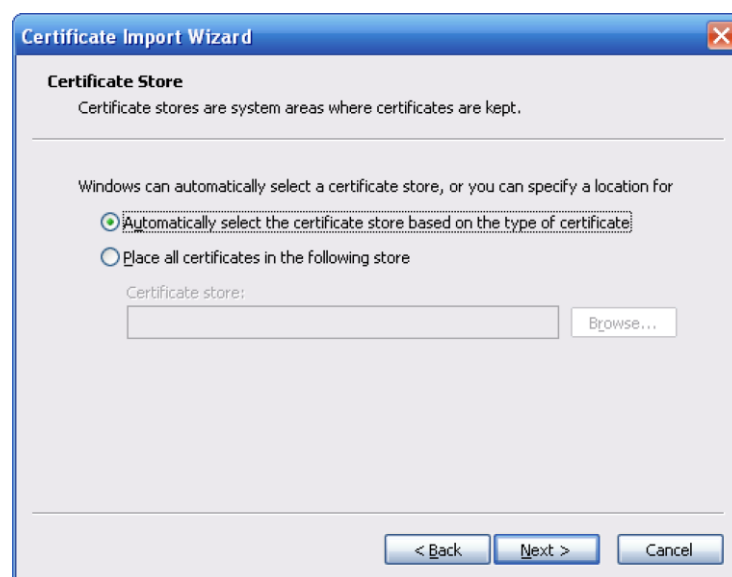 Certificate Import Wizard
Certificate Store
Certificate stores are system areas where certificates are kept.
Windows can automatically select a certificate store, or you can specify a location for
Automatically select the certificate store based on the type of certificate
Place all certificates in the following store
Certificate store:
Browse...
< Back Next > Cancel